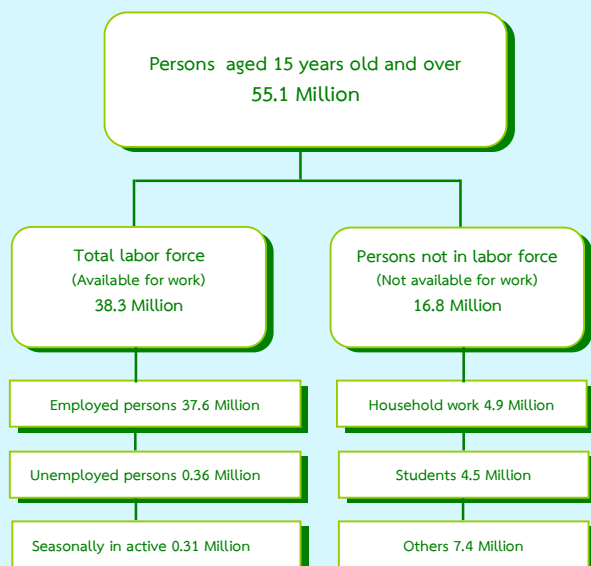 Persons aged 15 years old and over
55.1 Million
Total labor force
(Available for work)
38.3 Million
Persons not in labor force
(Not available for work)
16.8 Million
Employed persons 37.6 Million
Household work 4.9 Million
Unemployed persons 0.36 Million
Students 4.5 Million
Seasonally in active 0.31 Million
Others 7.4 Million